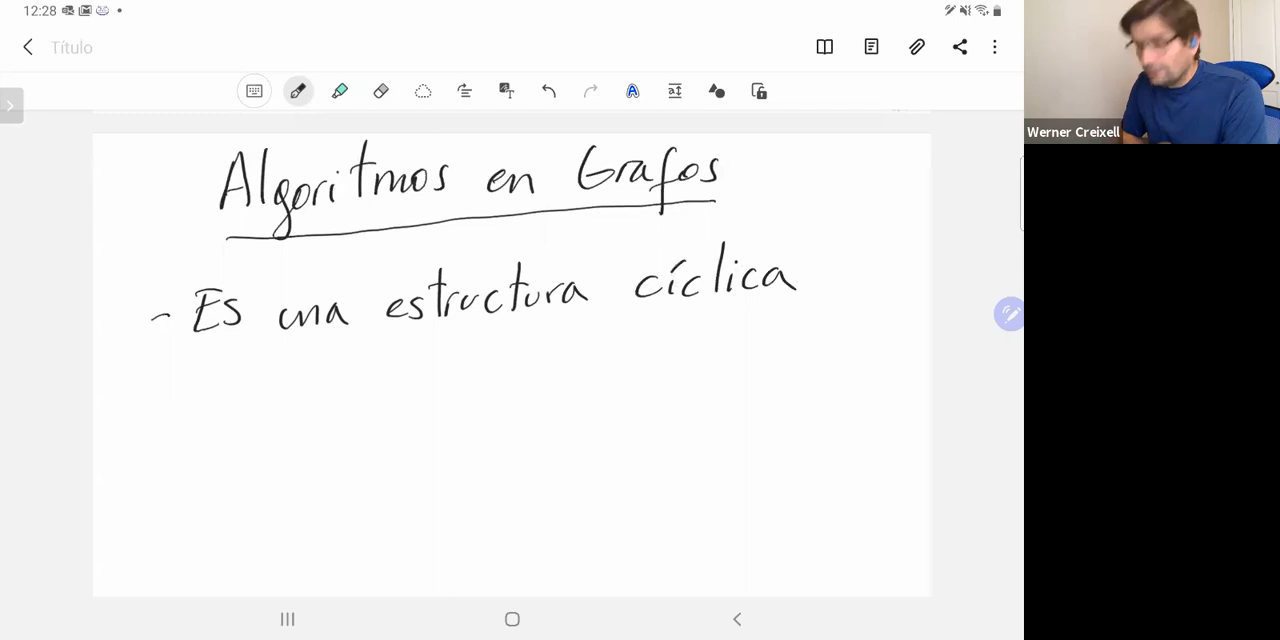 12:28
Título
Werner Creixell
Algoritmos en Grafos
- Es una estructura cíclica